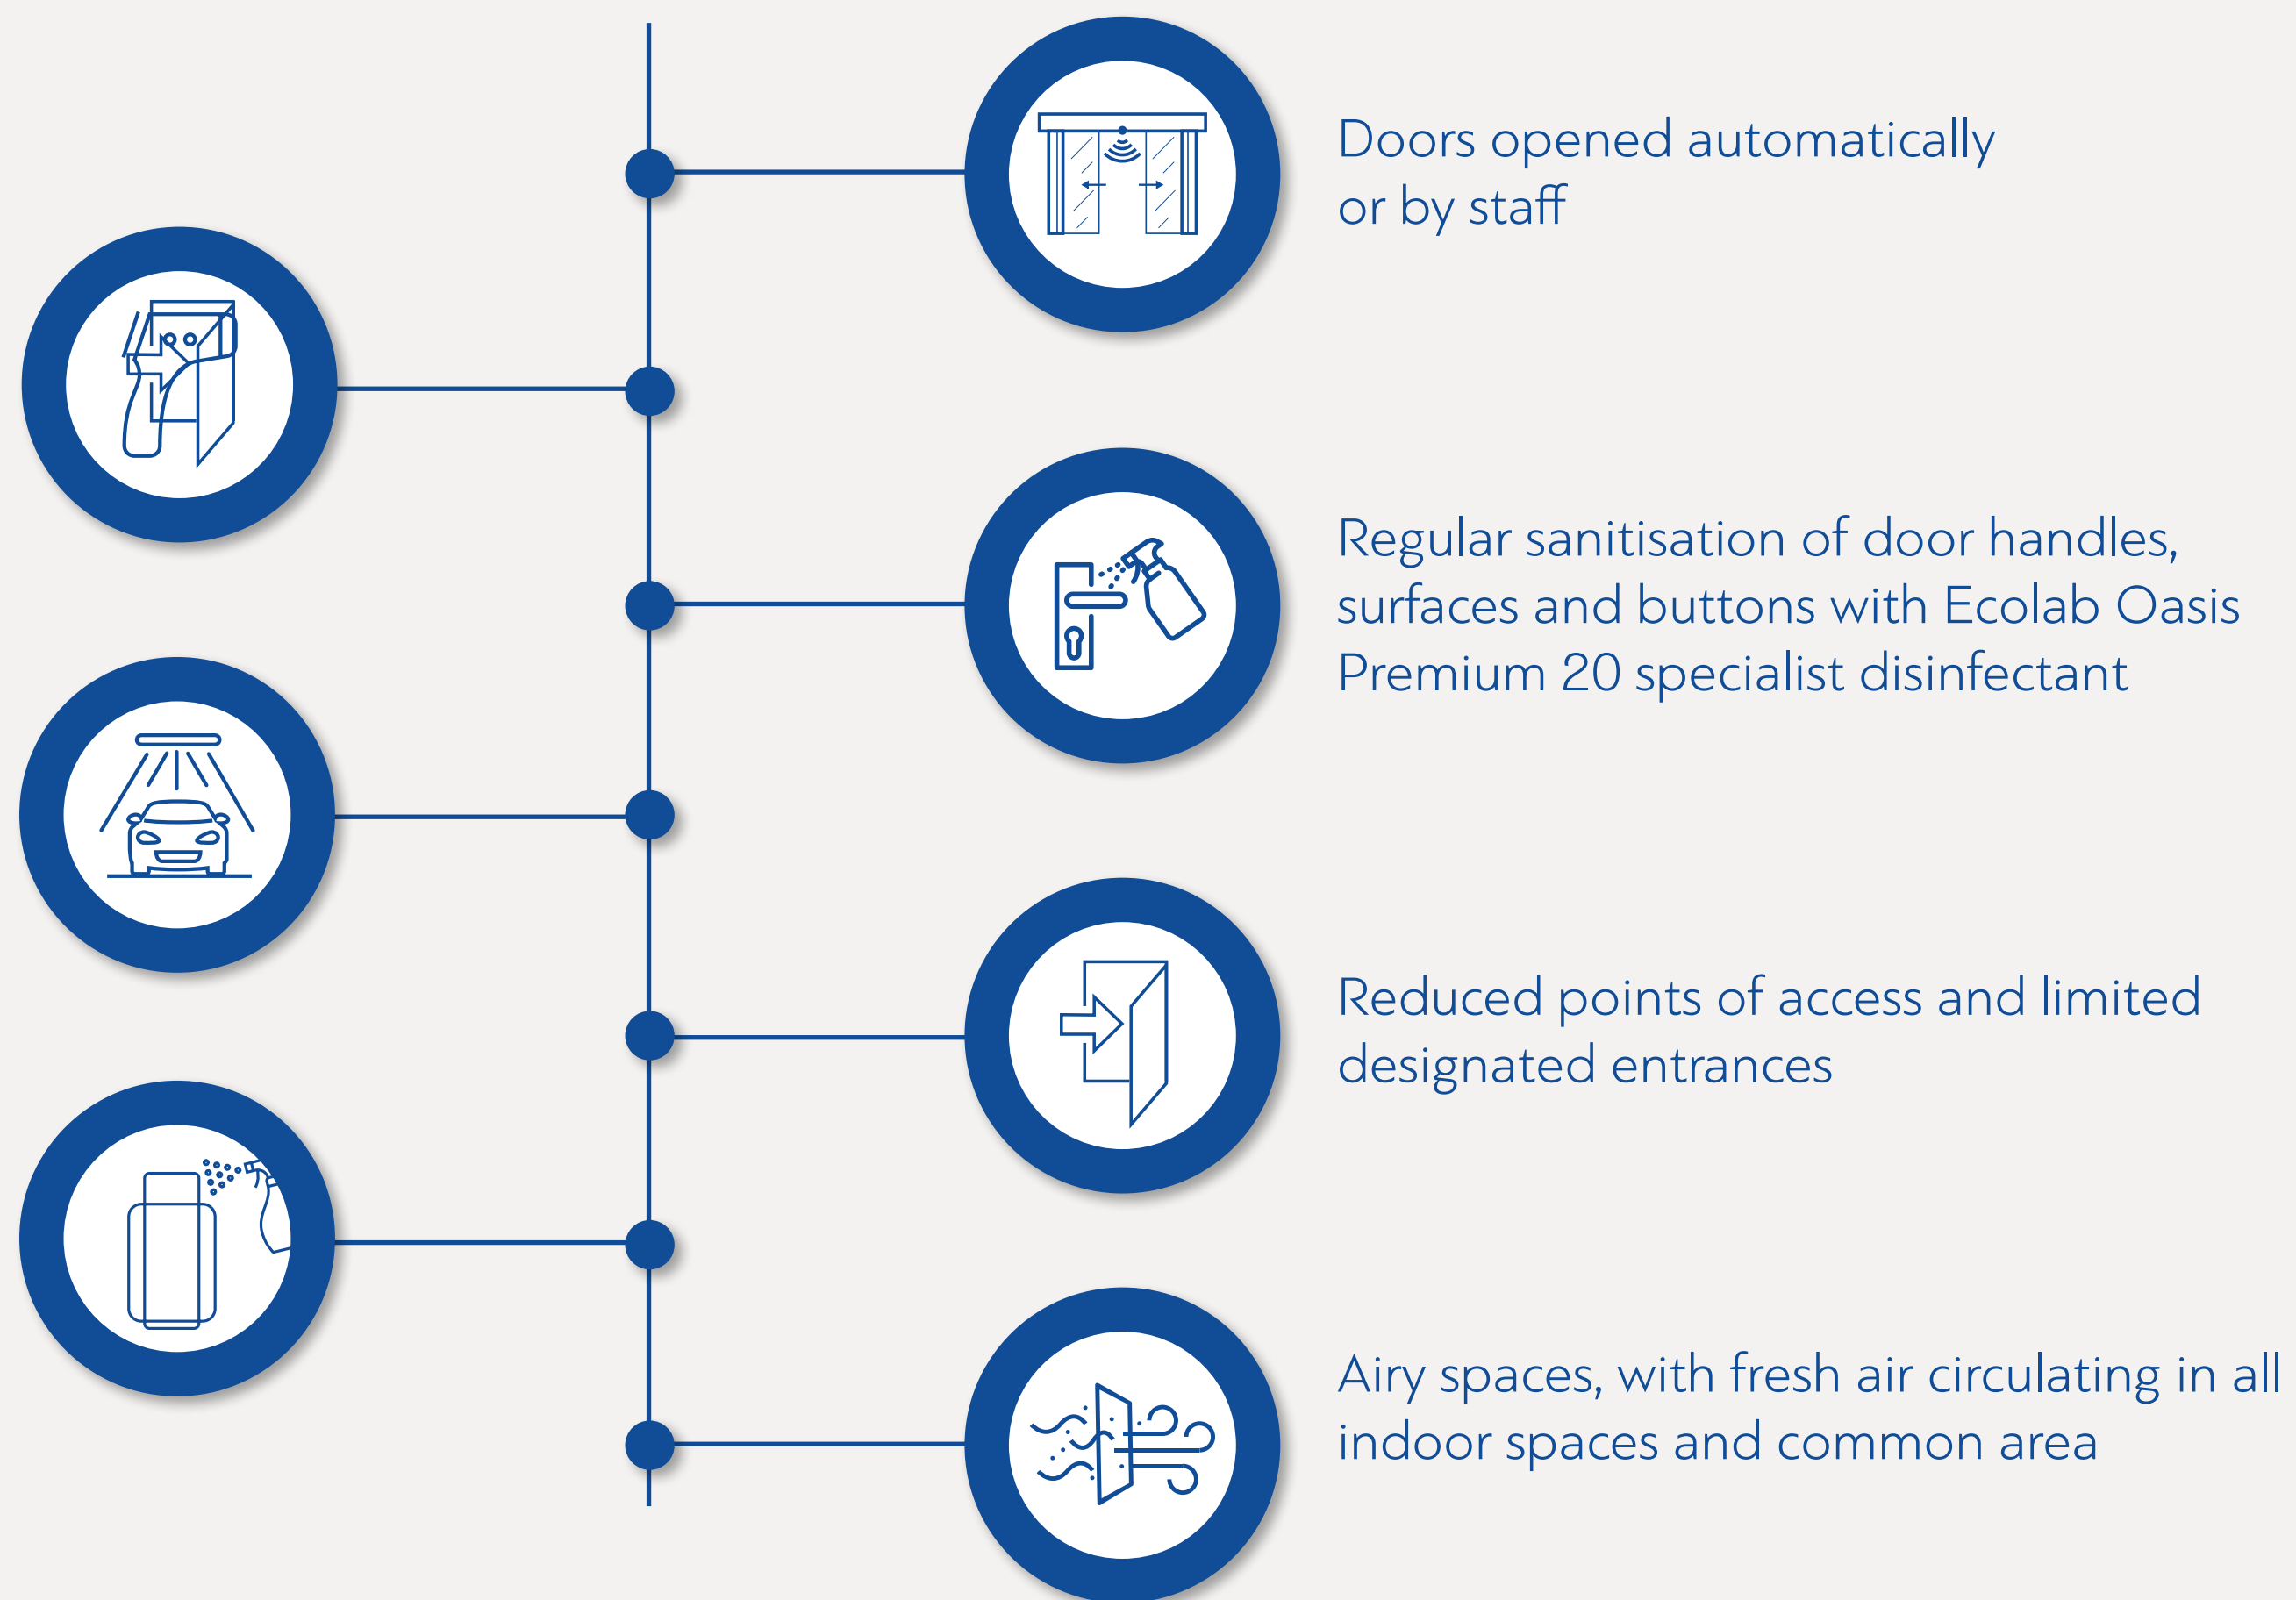 Doors opened automatically
or by staff
Regular sanitisation of door handles,
surfaces and buttons with Ecolab Oasis
Premium 20 specialist disinfectant
Reduced points of access and limited
designated entrances
Airy spaces, with fresh air circulating in all
indoor spaces and common area